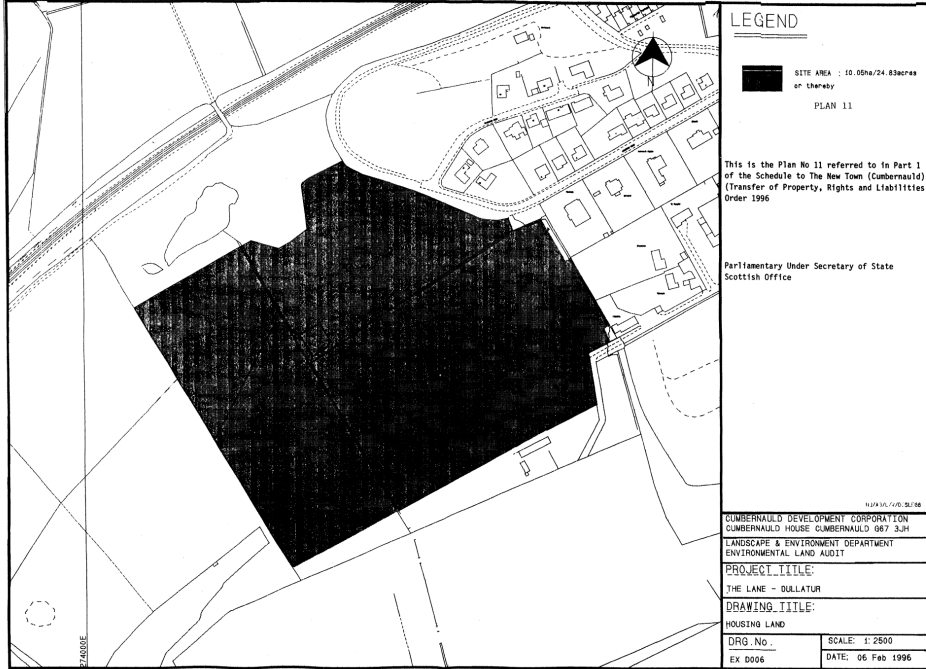 LEGEND
SITE AREA : 10.05ha/24.83acres
or thereby
PLAN 11
This is the Plan No 11 referred to in Part 1
of the Schedule to The New Town (Cumbernauld)
(Transfer of Property, Rights and Liabilities
Order 1996
Parliamentary Under Secretary of State
Scottish Office
CUMBERNAULD DEVELOPMENT CORPORATION
CUMBERNAULD HOUSE CUMBERNAULD G67 3JH
LANDSCAPE & ENVIRONMENT DEPARTMENT
ENVIRONMENTAL LAND AUDIT
PROJECT TITLE:
THE LANE - DULLATUR
DRAWING TITLE:
HOUSING LAND
DRG. No.
EX D006
SCALE: 1:2500
DATE: 06 Feb 1996
N
274000E